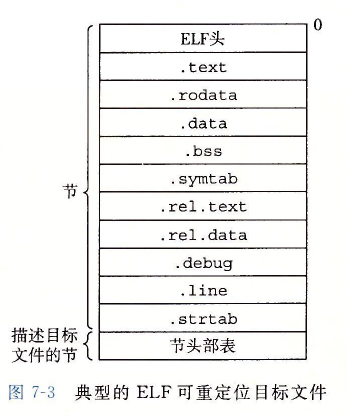 0
ELF头
.text
.rodata
.data
.bss
节
.symtab
.rel.text
.rel.data
.debug
.line
.strtab
描述目标
文件的节
节头部表
图 7-3 典型的 ELF 可重定位目标文件